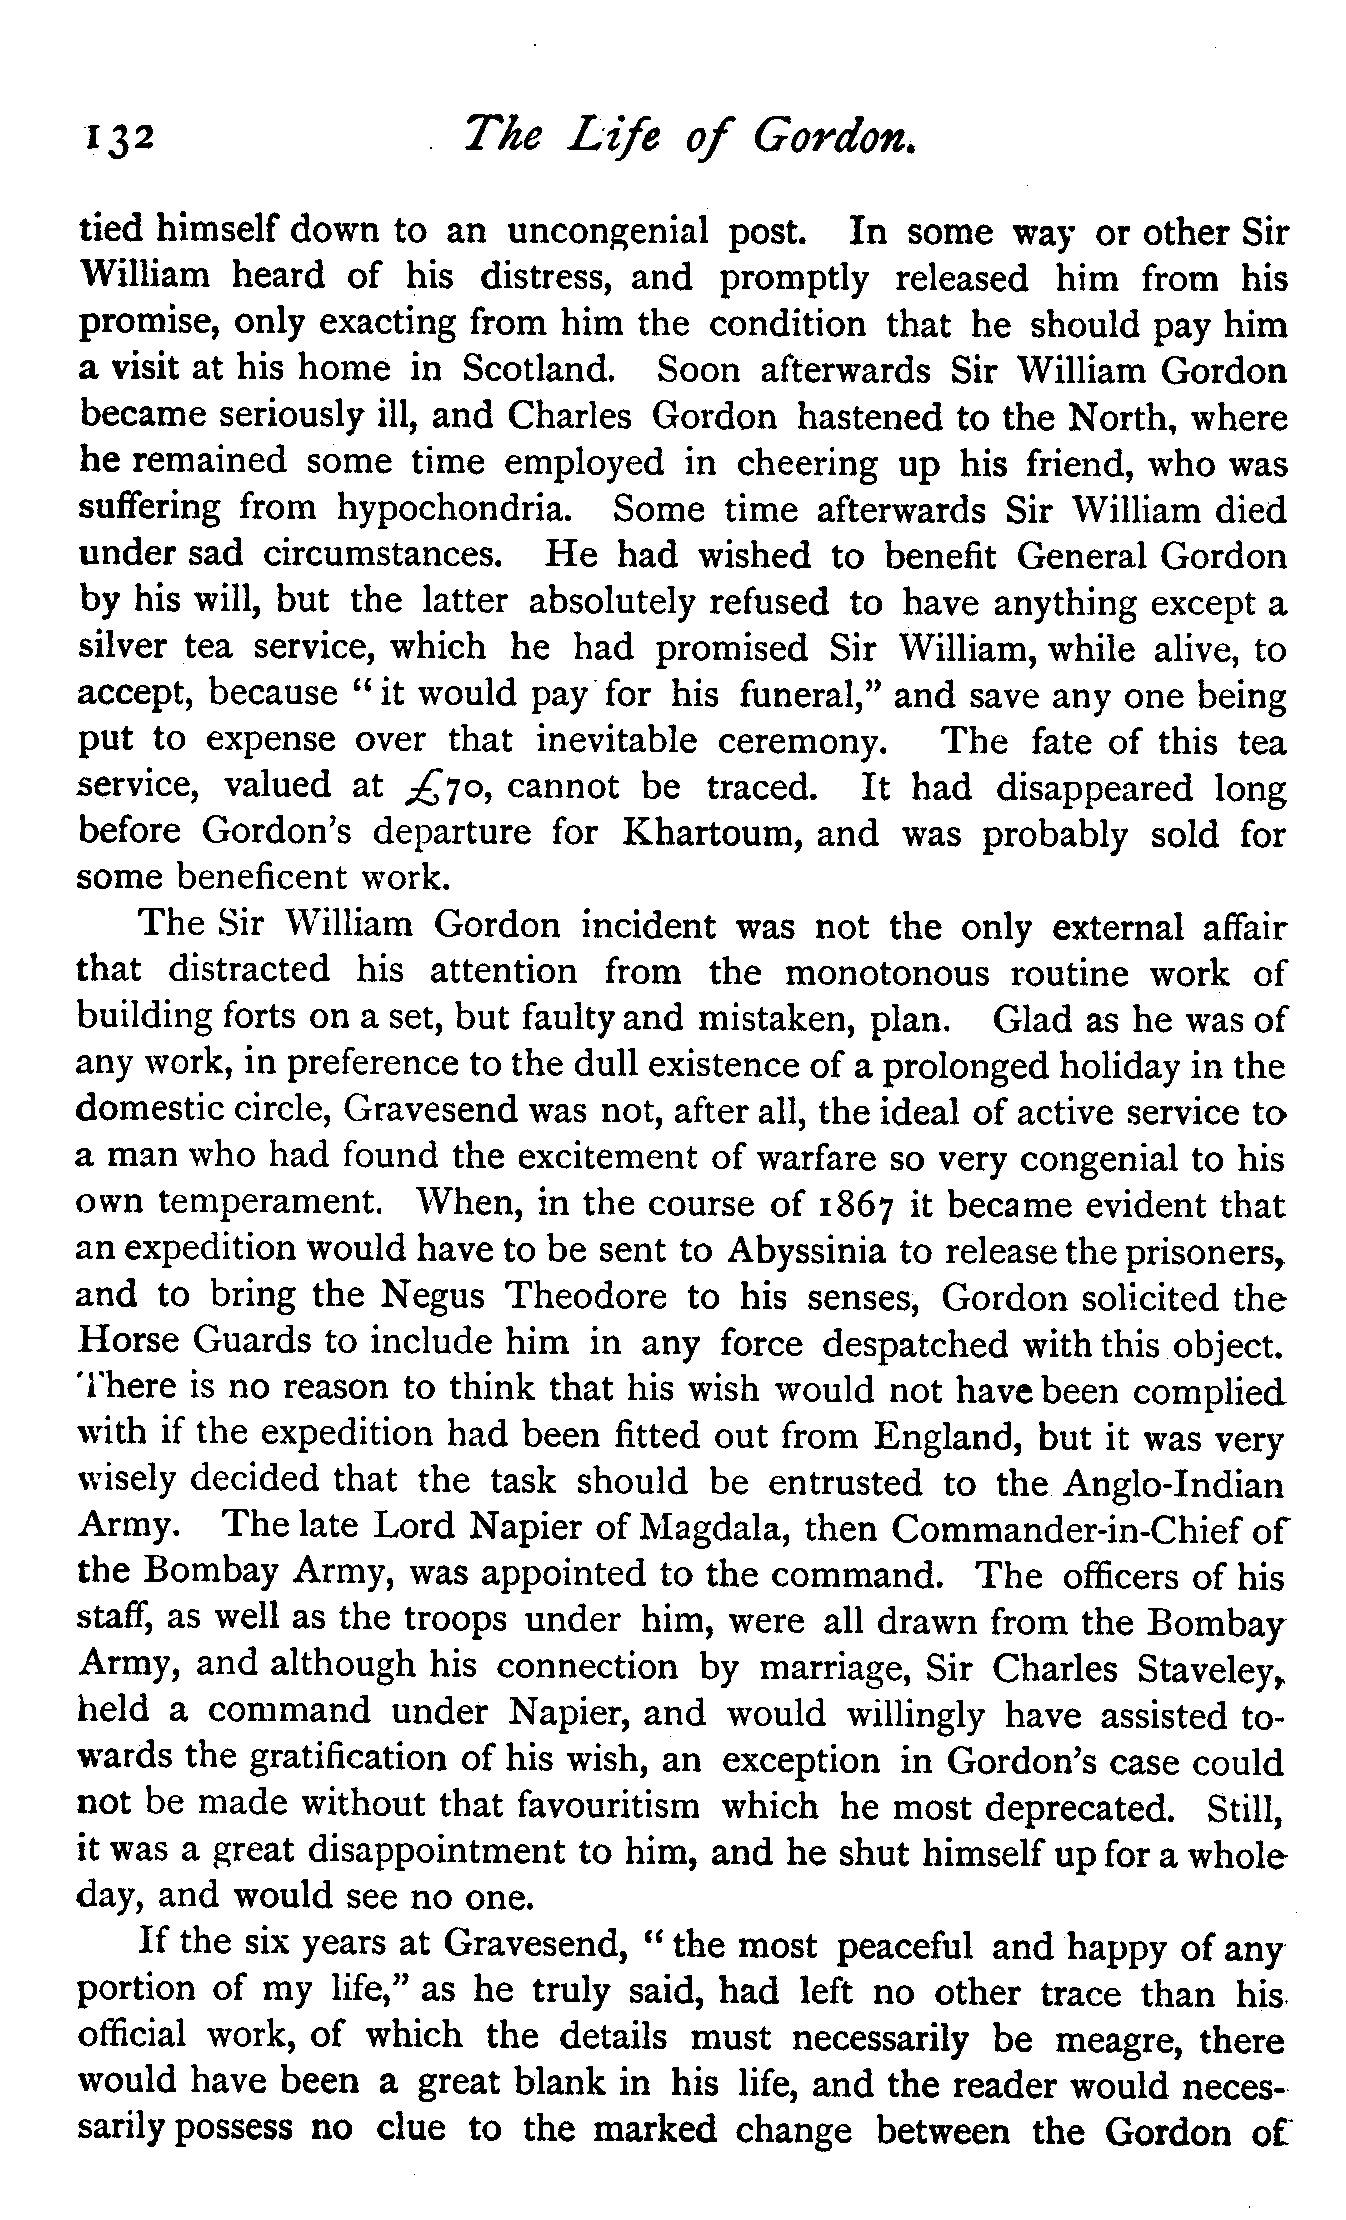 132 The Life of Gordon.
tied himself down to an uncongenial post. In some way or other Sir
William heard of his distress, and promptly released him from his
promise, only exacting from him the condition that he should pay him
a visit at his home in Scotland. Soon afterwards Sir William Gordon
became seriously ill, and Charles Gordon hastened to the North, where
he remained some time employed in cheering up his friend, who was
suffering from hypochondria. Some time afterwards Sir William died
under sad circumstances. He had wished to benefit General Gordon
by his will, but the latter absolutely refused to have anything except a
silver tea service, which he had promised Sir William, while alive, to
accept, because "it would pay for his funeral," and save any one being
put to expense over that inevitable ceremony. The fate of this tea
service, valued at £70, cannot be traced. It had disappeared long
before Gordon's departure for Khartoum, and was probably sold for
some beneficent work.
The Sir William Gordon incident was not the only external affair
that distracted his attention from the monotonous routine work of
building forts on a set, but faulty and mistaken, plan. Glad as he was of
any work, in preference to the dull existence of a prolonged holiday in the
domestic circle, Gravesend was not, after all, the ideal of active service to
a man who had found the excitement of warfare so very congenial to his
own temperament. When, in the course of 1867 it became evident that
an expedition would have to be sent to Abyssinia to release the prisoners,
and to bring the Negus Theodore to his senses, Gordon solicited the
Horse Guards to include him in any force despatched with this object.
There is no reason to think that his wish would not have been complied
with if the expedition had been fitted out from England, but it was very
wisely decided that the task should be entrusted to the Anglo-Indian
Army. The late Lord Napier of Magdala, then Commander-in-Chief of
the Bombay Army, was appointed to the command. The officers of his
staff, as well as the troops under him, were all drawn from the Bombay
Army, and although his connection by marriage, Sir Charles Staveley,
held a command under Napier, and would willingly have assisted to-
wards the gratification of his wish, an exception in Gordon's case could
not be made without that favouritism which he most deprecated. Still,
it was a great disappointment to him, and he shut himself up for a whole
day, and would see no one.
If the six years at Gravesend, "the most peaceful and happy of any
portion of my life," as he truly said, had left no other trace than his
official work, of which the details must necessarily be meagre, there
would have been a great blank in his life, and the reader would neces-
sarily possess no clue to the marked change between the Gordon of